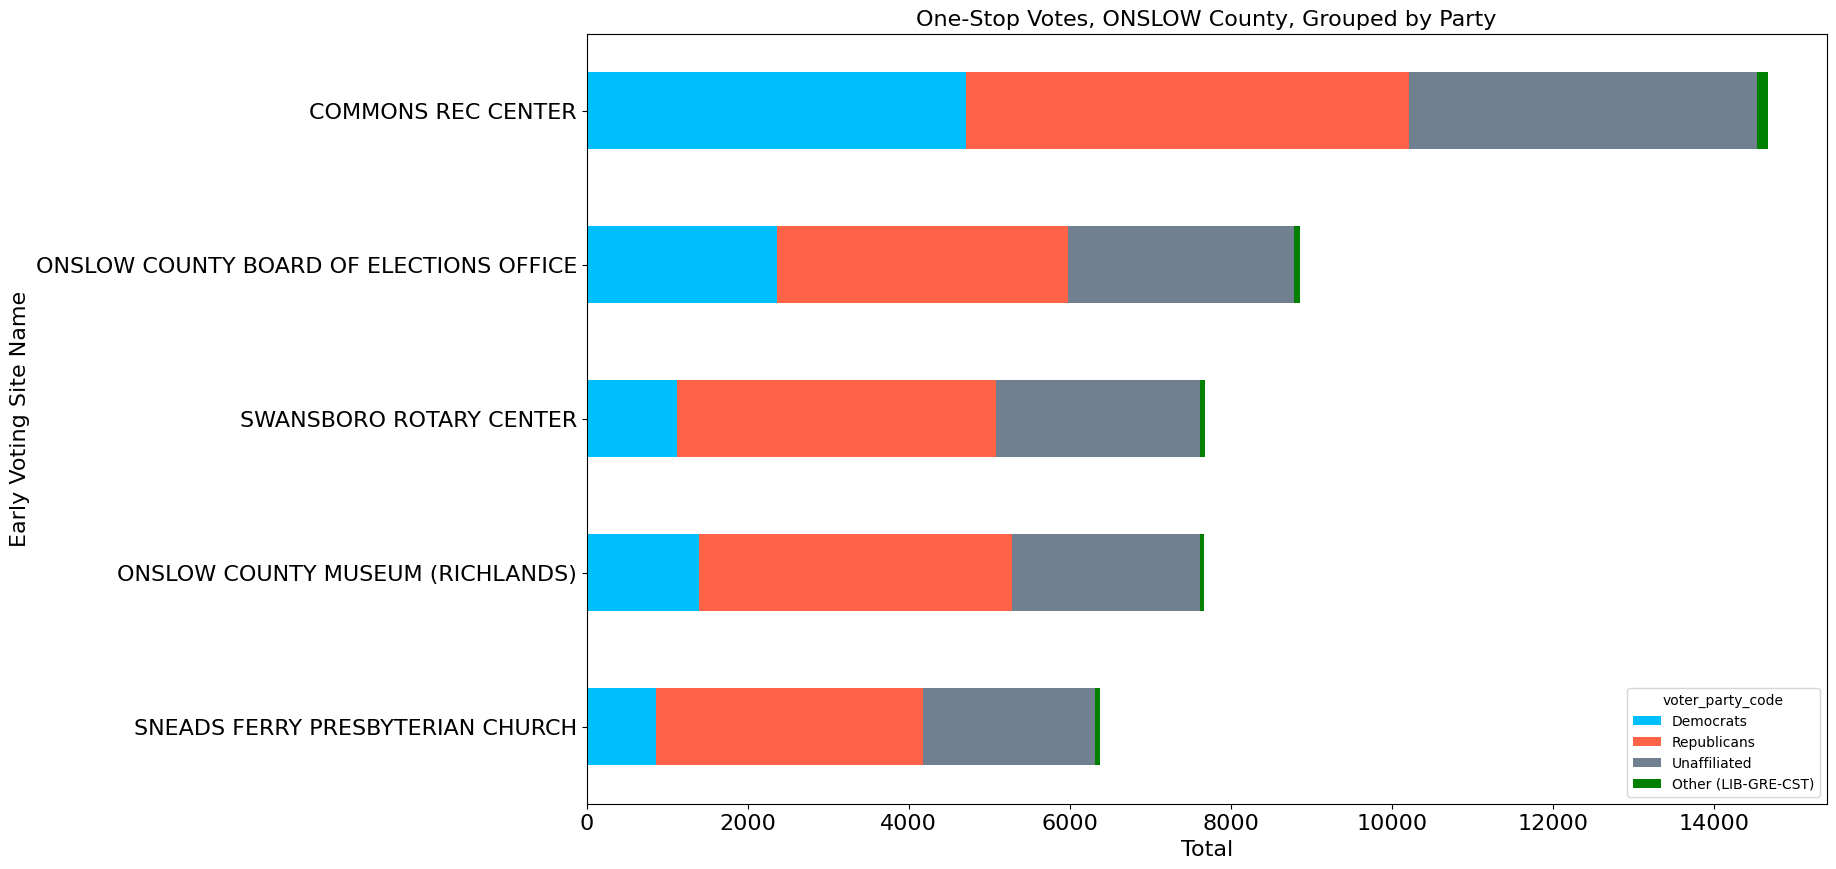 One-Stop Votes, ONSLOW County, Grouped by Party
Early Voting Site Name
COMMONS REC CENTER
ONSLOW COUNTY BOARD OF ELECTIONS OFFICE
SWANSBORO ROTARY CENTER
ONSLOW COUNTY MUSEUM (RICHLANDS)
SNEADS FERRY PRESBYTERIAN CHURCH
voter_party_code
Democrats
Republicans
Unaffiliated
Other (LIB-GRE-CST)
0 2000 4000 6000 8000 10000 12000 14000
Total